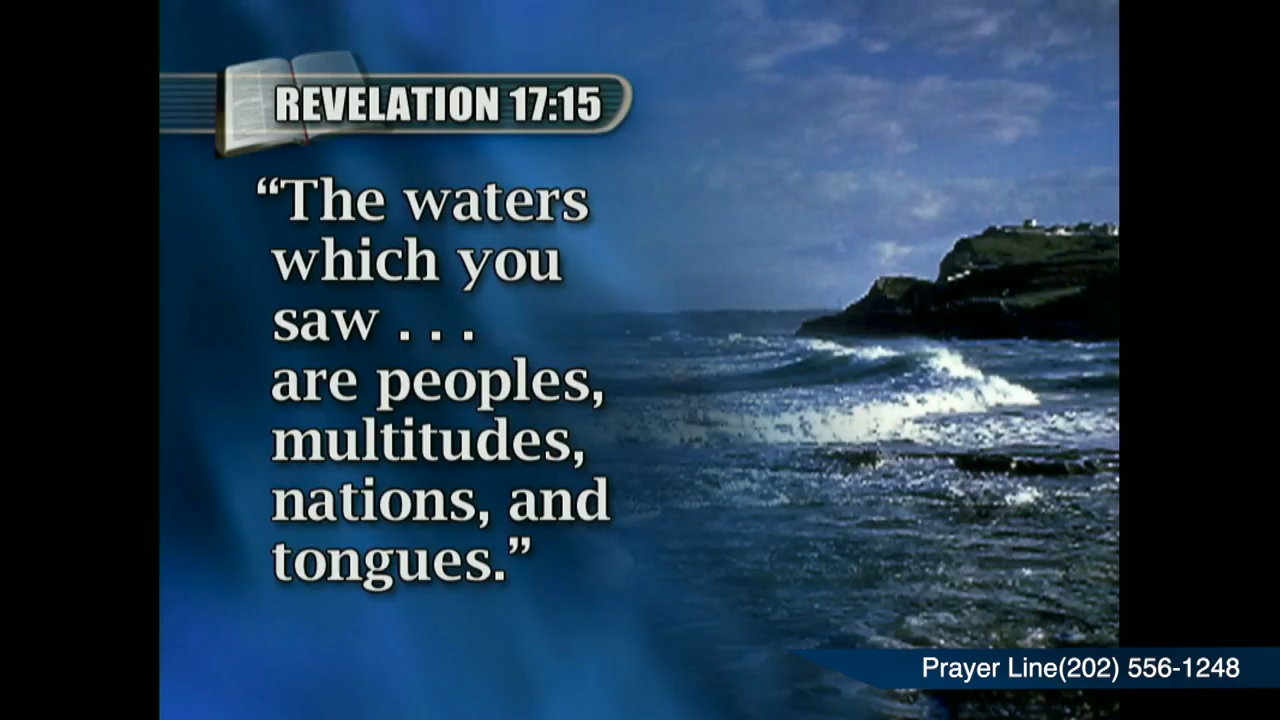 REVELATION 17:15
“The waters
which you
saw . . .
are peoples,
multitudes,
nations, and
tongues.”
Prayer Line(202) 556-1248